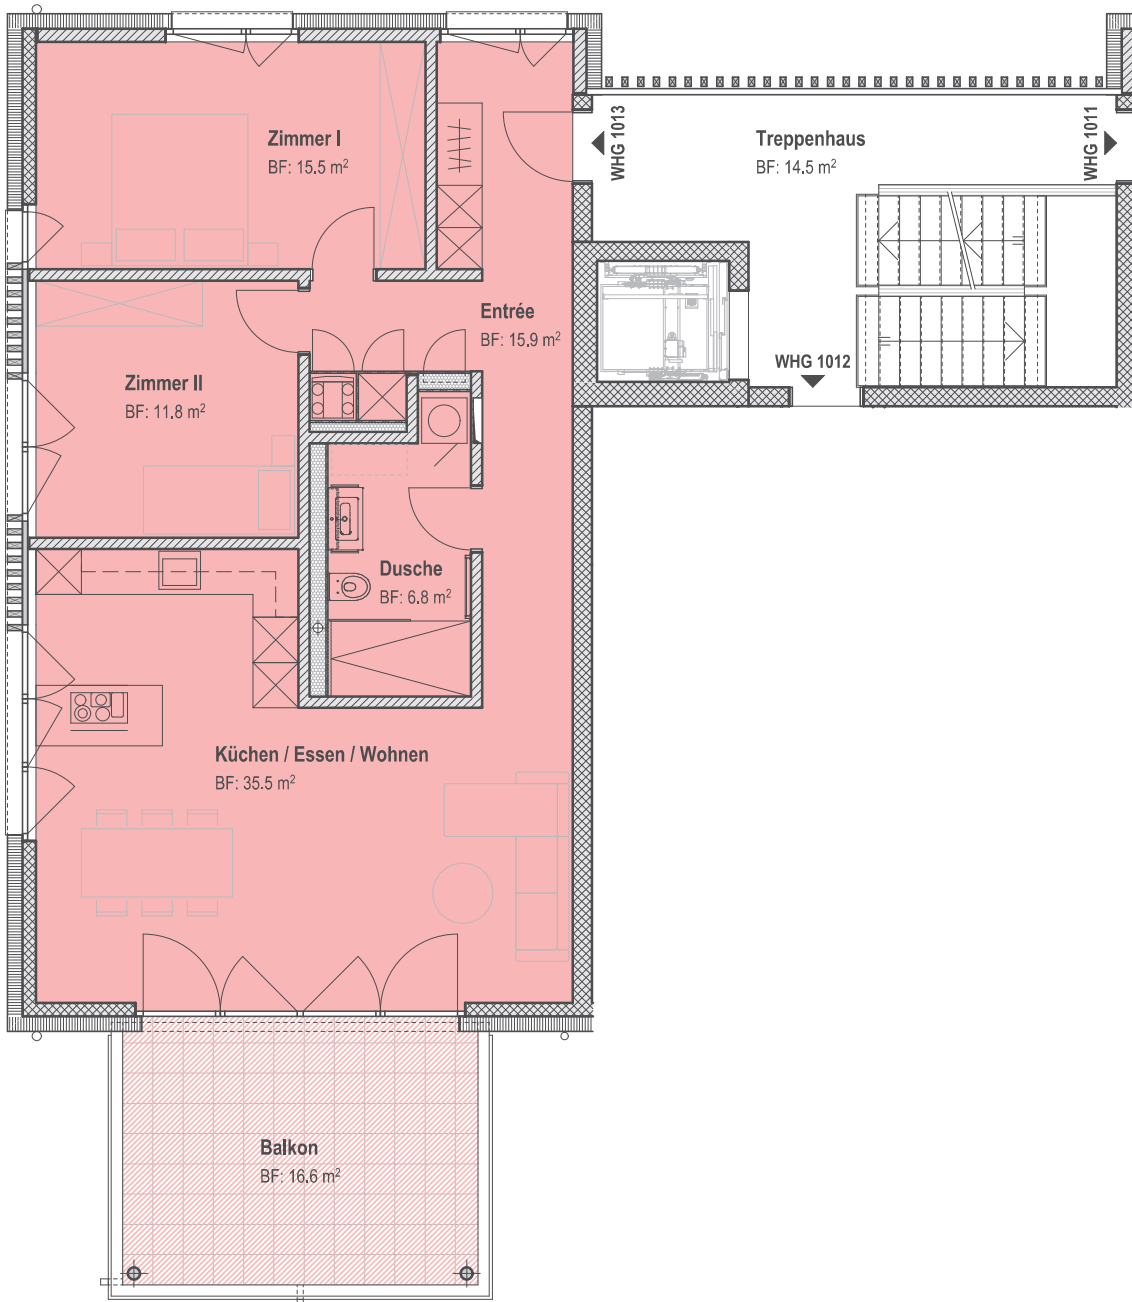 Zimmer I
BF: 15.5 m²
WHG 1013
Treppenhaus
BF: 14.5 m²
WHG 1011
Entrée
BF: 15.9 m²
WHG 1012
Zimmer II
BF: 11.8 m²
Dusche
BF: 6.8 m²
Küchen / Essen / Wohnen
BF: 35.5 m²
Balkon
BF: 16.6 m²